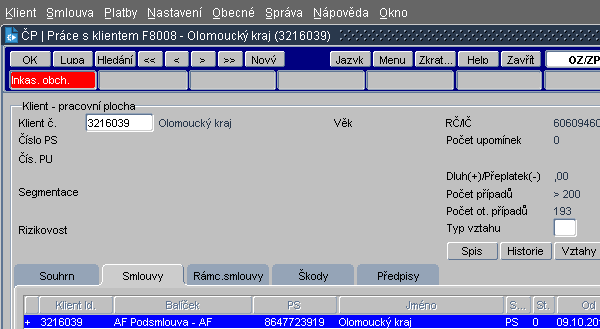 Klient Smlouva Platby Nastavení Obecné Správa Nápověda Okno
ČP | Práce s klientem F8008 - Olomoucký kraj (3216039)
OK Lupa Hledání << < > >> Nový Jazyk Menu Zkrat... Help Zavřít OZ/ZP
Inkas. obch.
Klient - pracovní plocha
Klient č. 3216039 Olomoucký kraj Věk RČ/IČ 60609460
Číslo PS Počet upomínek 0
Čís. PU
Dluh(+)/Přeplatek(-) ,00
Segmentace Počet případů > 200
Počet ot. případů 193
Rizikovost Typ vztahu
Spis Historie Vztahy
Souhrn Smlouvy Rámc.smlouvy Škody Předpisy
Klient Id. Balíček PS Jméno S... St. Od
+ 3216039 AF Podsmlouva - AF 8647723919 Olomoucký kraj PS 0 09.10.20